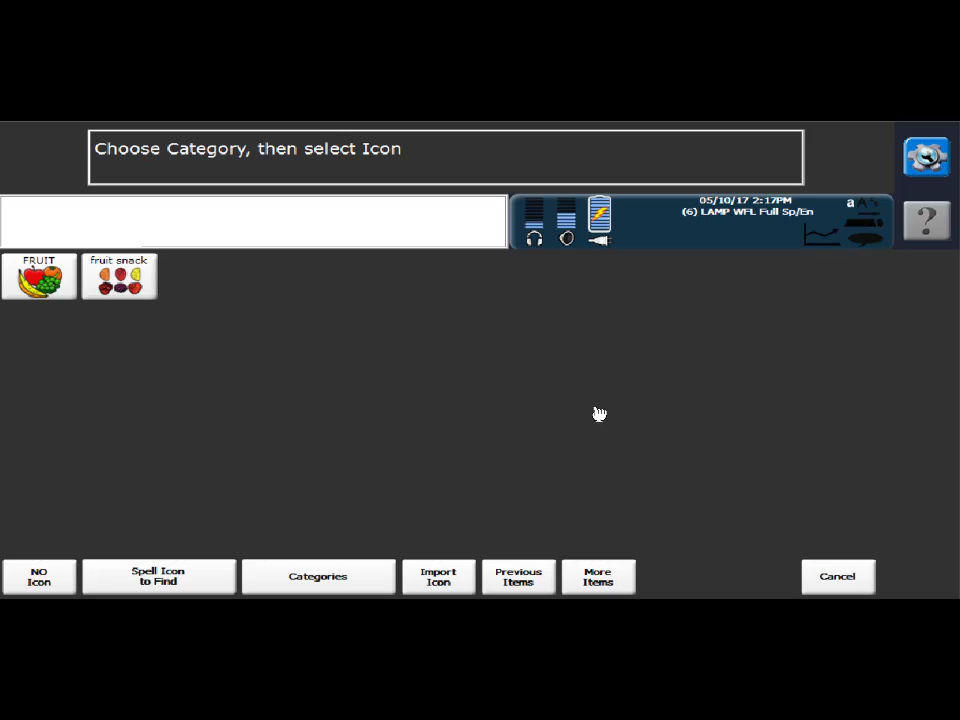 Choose Category, then select Icon
05/10/17 2:17PM
(6) LAMP WFL Full Sp/En
a
?
FRUIT
fruit snack
NO
Icon
Spell Icon
to Find
Categories
Import
Icon
Previous
Items
More
Items
Cancel